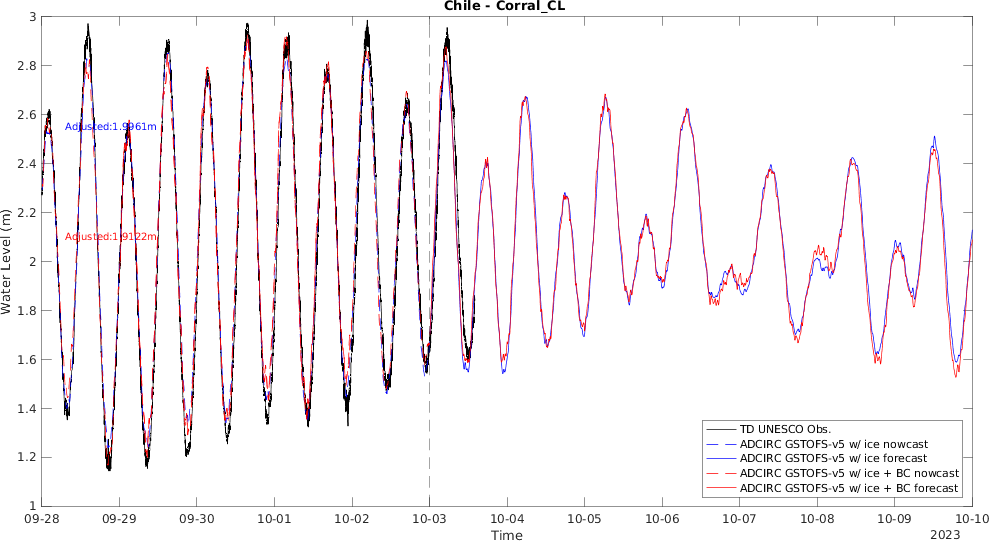 Chile - Corral_CL
3
2.8
2.6
2.4
2.2
2
1.8
1.6
1.4
1.2
1
Water Level (m)
Adjusted:1.9961m
Adjusted:1.9122m
TD UNESCO Obs.
ADCIRC GSTOFS-v5 w/ ice nowcast
ADCIRC GSTOFS-v5 w/ ice forecast
ADCIRC GSTOFS-v5 w/ ice + BC nowcast
ADCIRC GSTOFS-v5 w/ ice + BC forecast
09-28 09-29 09-30 10-01 10-02 10-03 10-04 10-05 10-06 10-07 10-08 10-09 10-10
Time
2023